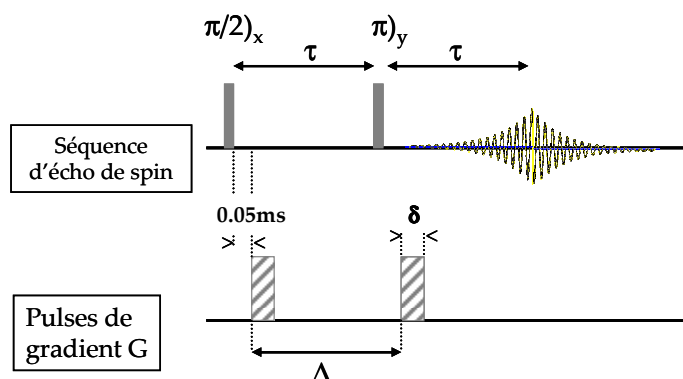 π/2)x
π)y
τ
τ
Séquence
d'écho de spin
0.05ms
δ
> <
> <
Pulses de
gradient G
Δ